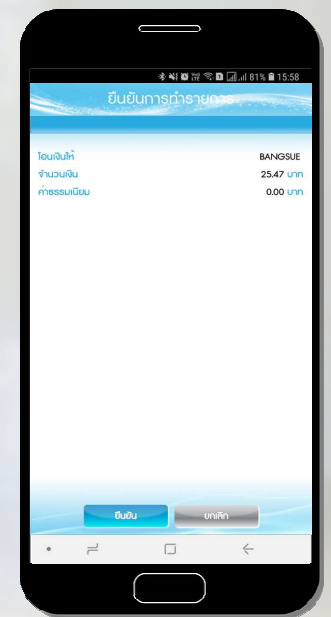 81% 15:58
ยืนยันการทำรายการ
โอนเงินให้ BANGSUE
จำนวนเงิน 25.47 บาท
ค่าธรรมเนียม 0.00 บาท
ยืนยัน ยกเลิก